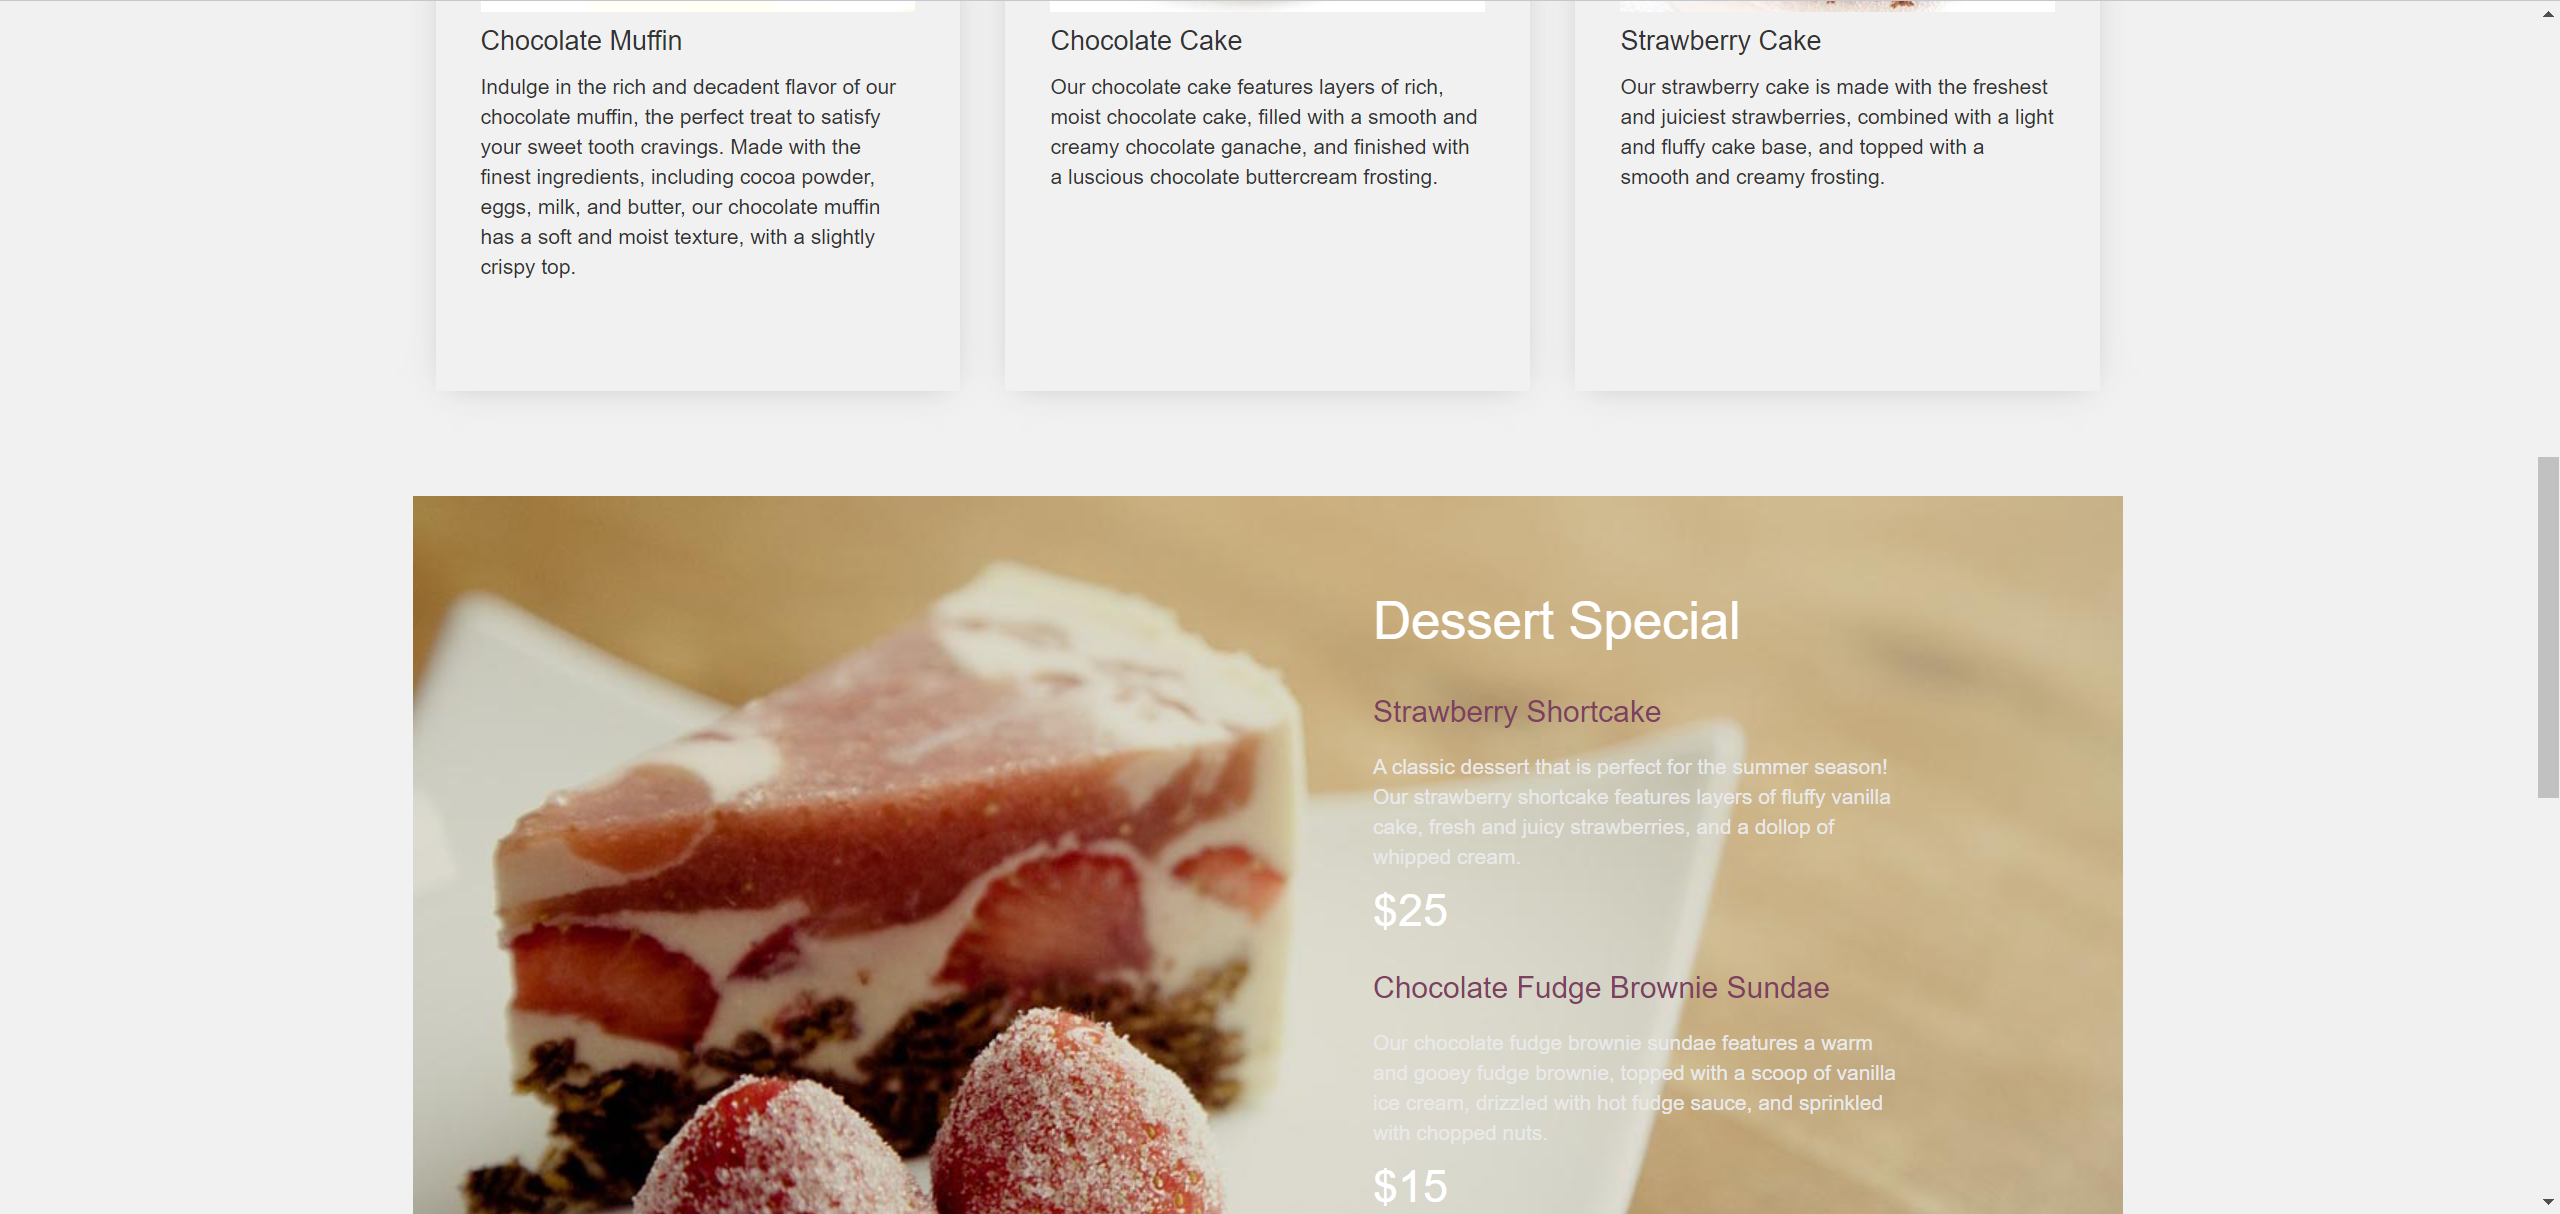 Chocolate Muffin
Indulge in the rich and decadent flavor of our
chocolate muffin, the perfect treat to satisfy
your sweet tooth cravings. Made with the
finest ingredients, including cocoa powder,
eggs, milk, and butter, our chocolate muffin
has a soft and moist texture, with a slightly
crispy top.
Chocolate Cake
Our chocolate cake features layers of rich,
moist chocolate cake, filled with a smooth and
creamy chocolate ganache, and finished with
a luscious chocolate buttercream frosting.
Strawberry Cake
Our strawberry cake is made with the freshest
and juiciest strawberries, combined with a light
and fluffy cake base, and topped with a
smooth and creamy frosting.
Dessert Special
Strawberry Shortcake
A classic dessert that is perfect for the summer season!
Our strawberry shortcake features layers of fluffy vanilla
cake, fresh and juicy strawberries, and a dollop of
whipped cream.
$25
Chocolate Fudge Brownie Sundae
Our chocolate fudge brownie sundae features a warm
and gooey fudge brownie, topped with a scoop of vanilla
ice cream, drizzled with hot fudge sauce, and sprinkled
with chopped nuts.
$15